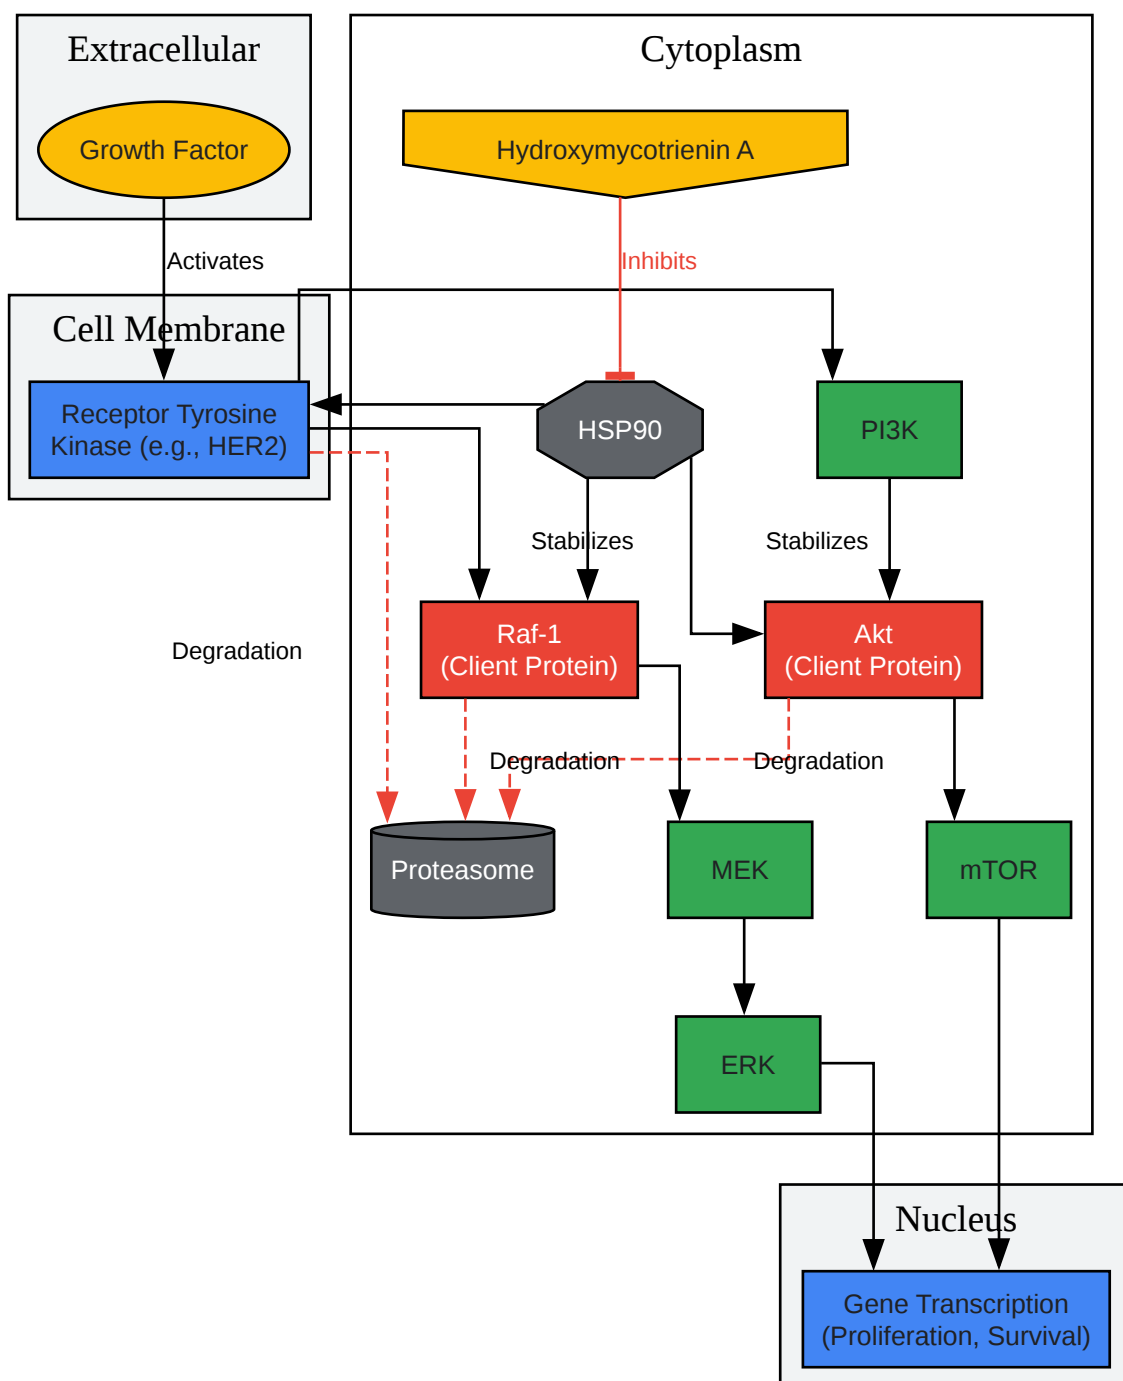 Extracellular
Cytoplasm
Growth Factor
Hydroxymycotrienin A
Activates
Inhibits
Cell Membrane
Receptor Tyrosine
Kinase (e.g., HER2)
HSP90
PI3K
Stabilizes
Stabilizes
Raf-1
(Client Protein)
Akt
(Client Protein)
Degradation
Degradation
Degradation
Proteasome
MEK
mTOR
ERK
Nucleus
Gene Transcription
(Proliferation, Survival)